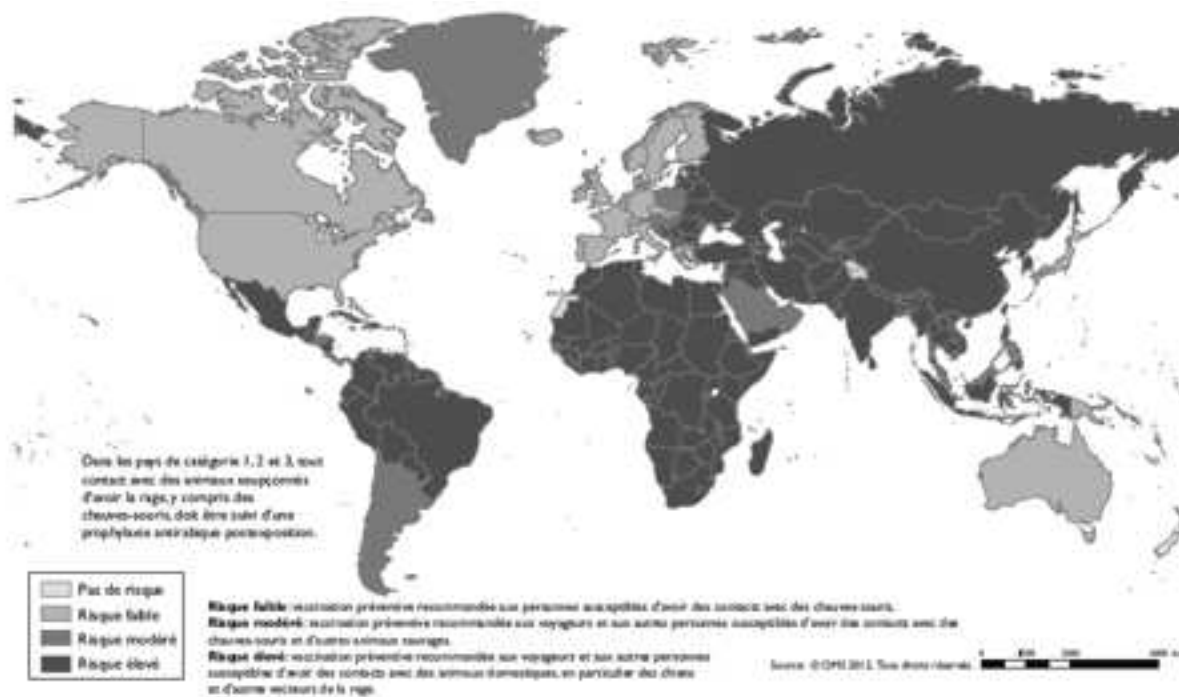 Dans les pays de catégorie 1, 2 et 3, tout
contact avec des animaux soupçonnés
d'avoir la rage, y compris des
chauves-souris, doit être suivi d'une
prophylaxie antirabique postexposition.
Pas de risque
Risque faible
Risque modéré
Risque élevé
Risque faible: vaccination préventive recommandée aux personnes susceptibles d'avoir des contacts avec des chauves-souris.
Risque modéré: vaccination préventive recommandée aux voyageurs et aux autres personnes susceptibles d'avoir des contacts avec des
chauves-souris et d'autres animaux sauvages.
Risque élevé: vaccination préventive recommandée aux voyageurs et aux autres personnes
susceptibles d'avoir des contacts avec des animaux domestiques, en particulier des chiens
et d'autres vecteurs de la rage.
Source: © OMS 2012. Tous droits réservés.